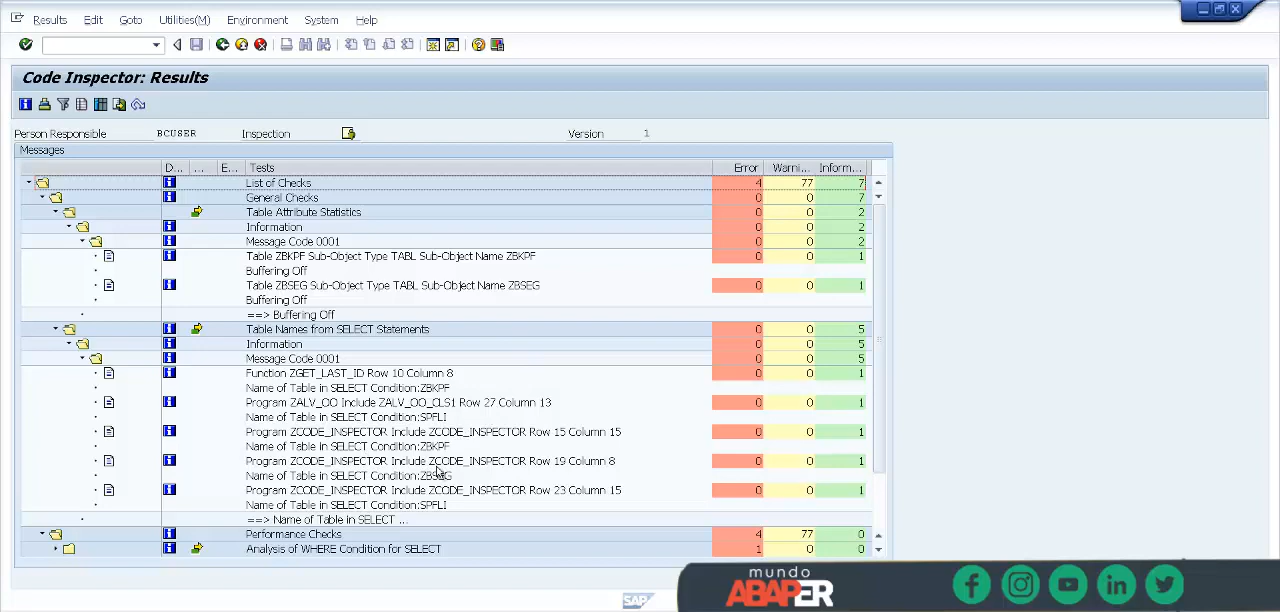 Results Edit Goto Utilities(M) Environment System Help
Code Inspector: Results
Person Responsible BCUSER Inspection Version 1
Messages
D... ... E... Tests Error Warni... Inform...
List of Checks 4 77 7
General Checks 0 0 7
Table Attribute Statistics 0 0 2
Information 0 0 2
Message Code 0001 0 0 2
Table ZBKPF Sub-Object Type TABL Sub-Object Name ZBKPF 0 0 1
Buffering Off
Table ZBSEG Sub-Object Type TABL Sub-Object Name ZBSEG 0 0 1
Buffering Off
==> Buffering Off
Table Names from SELECT Statements 0 0 5
Information 0 0 5
Message Code 0001 0 0 5
Function ZGET_LAST_ID Row 10 Column 8 0 0 1
Name of Table in SELECT Condition:ZBKPF
Program ZALV_OO Include ZALV_OO_CLS1 Row 27 Column 13 0 0 1
Name of Table in SELECT Condition:SPFLI
Program ZCODE_INSPECTOR Include ZCODE_INSPECTOR Row 15 Column 15 0 0 1
Name of Table in SELECT Condition:ZBKPF
Program ZCODE_INSPECTOR Include ZCODE_INSPECTOR Row 19 Column 8 0 0 1
Name of Table in SELECT Condition:ZBSEG
Program ZCODE_INSPECTOR Include ZCODE_INSPECTOR Row 23 Column 15 0 0 1
Name of Table in SELECT Condition:SPFLI
==> Name of Table in SELECT ...
Performance Checks 4 77 0
Analysis of WHERE Condition for SELECT 1 0 0
SAP
mundo
ABAPER